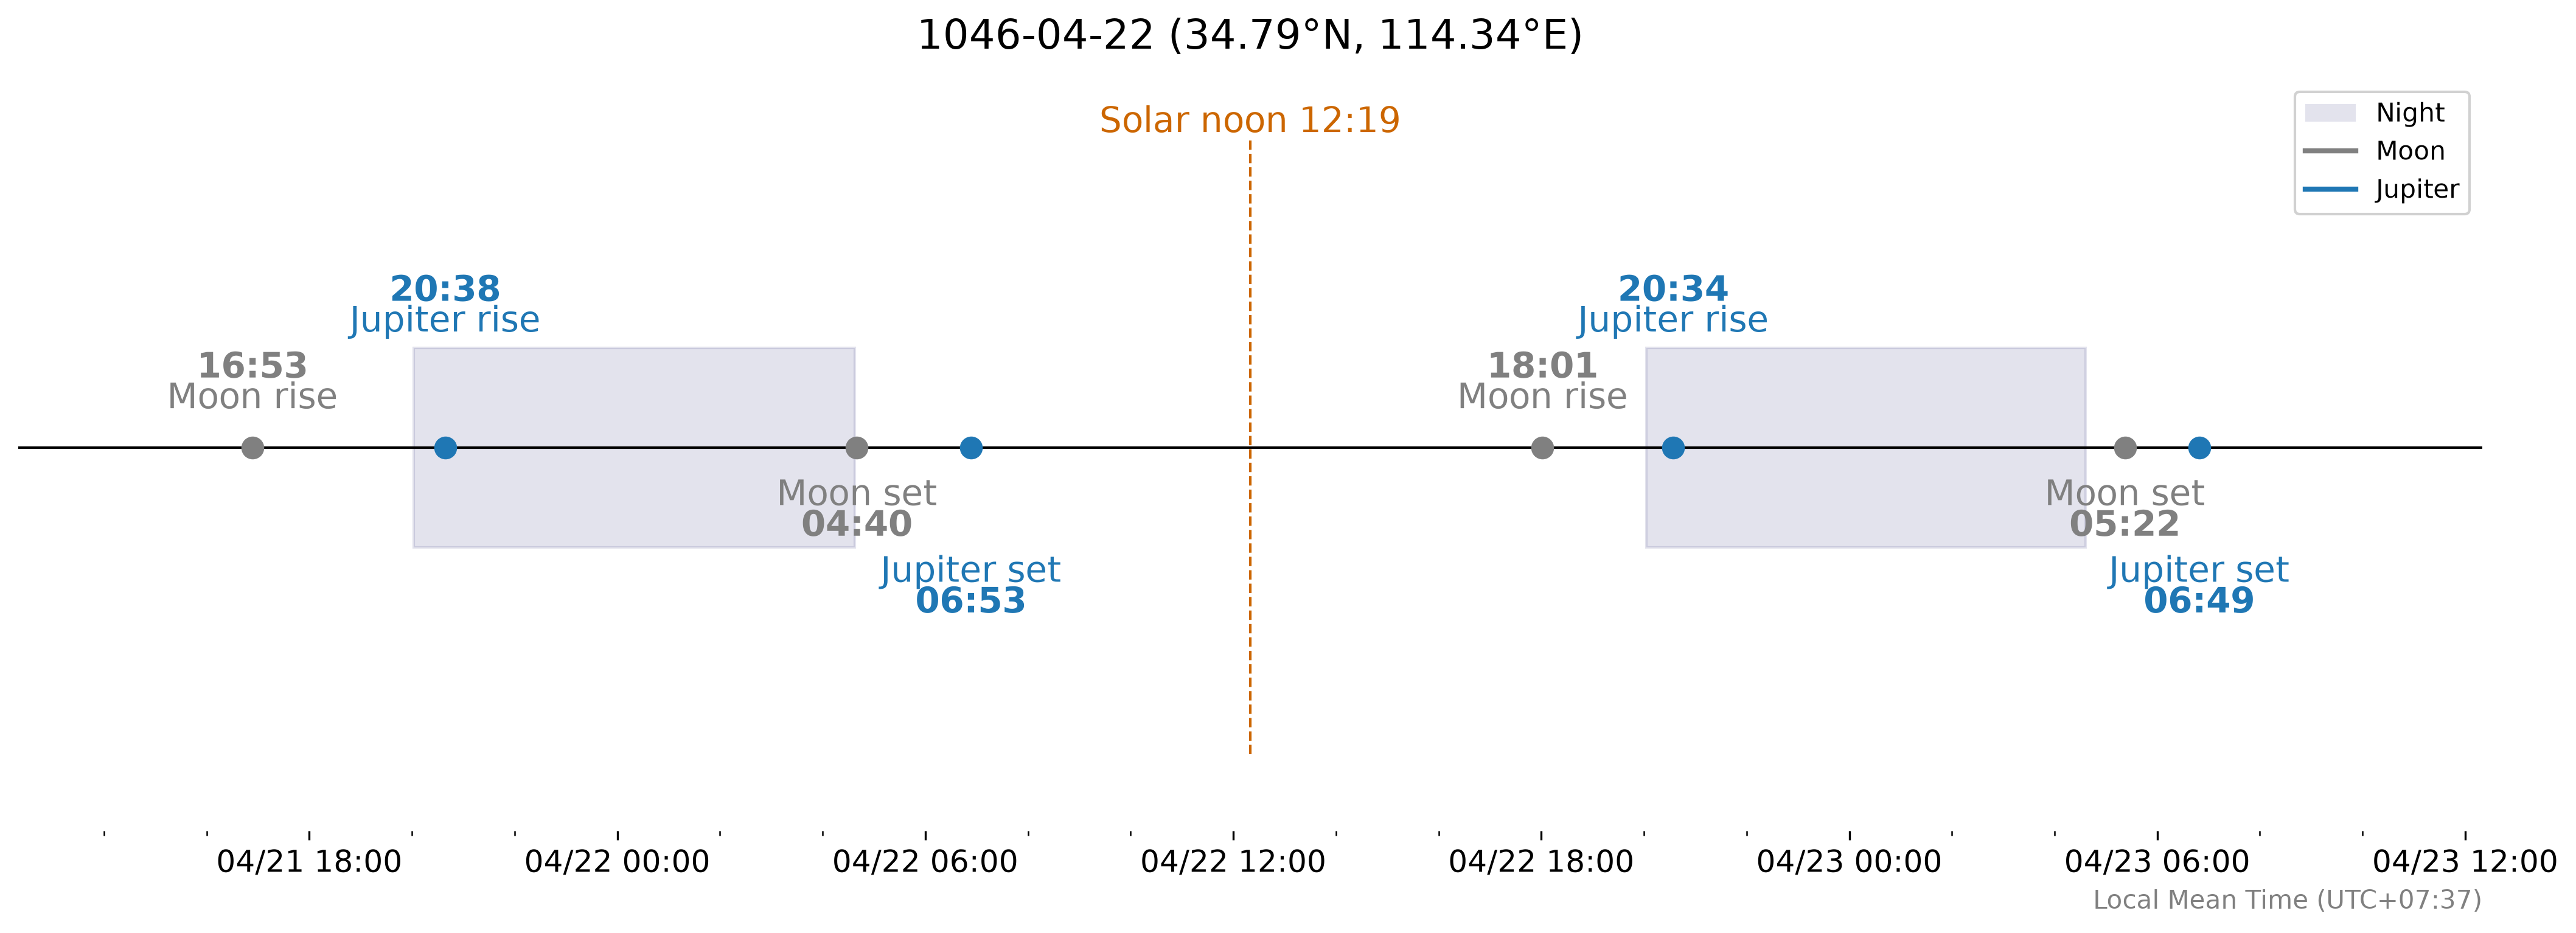 1046-04-22 (34.79°N, 114.34°E)
Solar noon 12:19
Night
Moon
Jupiter
20:38
Jupiter rise
20:34
Jupiter rise
16:53
Moon rise
18:01
Moon rise
Moon set
04:40
Moon set
05:22
Jupiter set
06:53
Jupiter set
06:49
04/21 18:00 04/22 00:00 04/22 06:00 04/22 12:00 04/22 18:00 04/23 00:00 04/23 06:00 04/23 12:00
Local Mean Time (UTC+07:37)